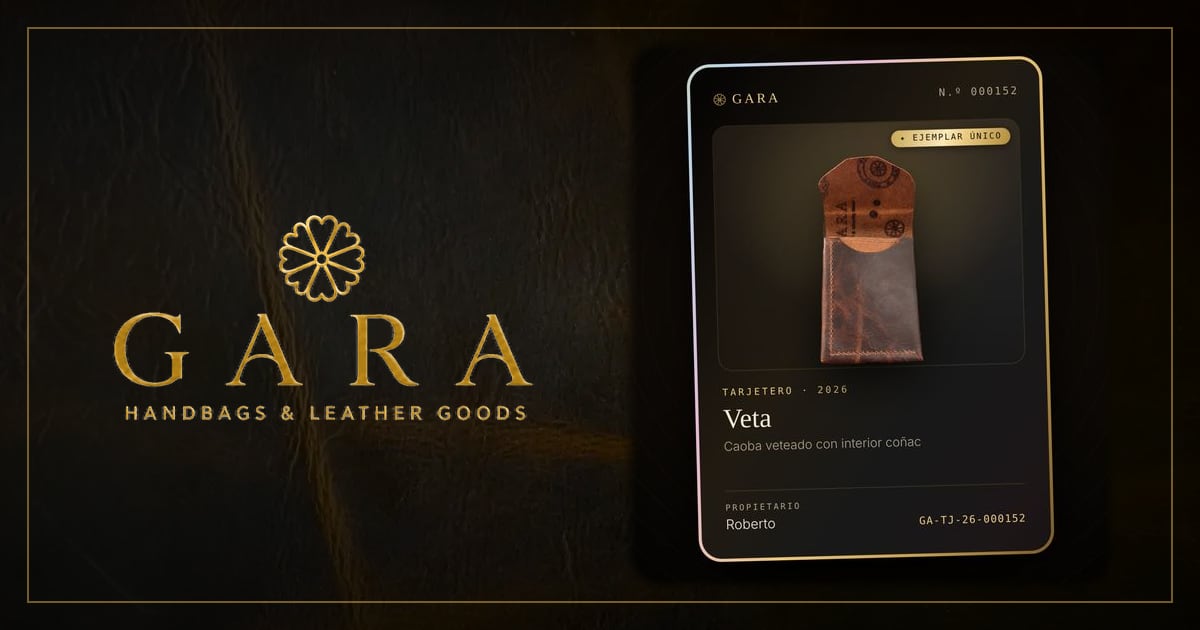 GARA
HANDBAGS & LEATHER GOODS
GARA
N.º 000152
✦ EJEMPLAR ÚNICO
TARJETERO · 2026
Veta
Caoba veteado con interior coñac
PROPIETARIO
Roberto
GA-TJ-26-000152